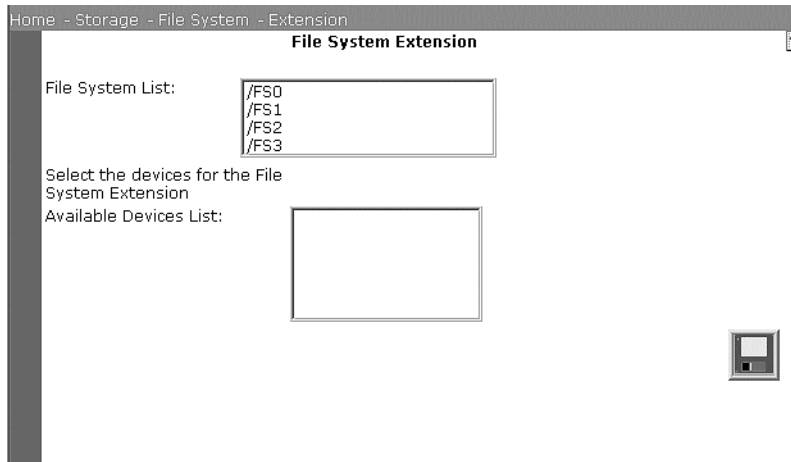 Home - Storage - File System - Extension
File System Extension
File System List:
/FS0
/FS1
/FS2
/FS3
Select the devices for the File
System Extension
Available Devices List: